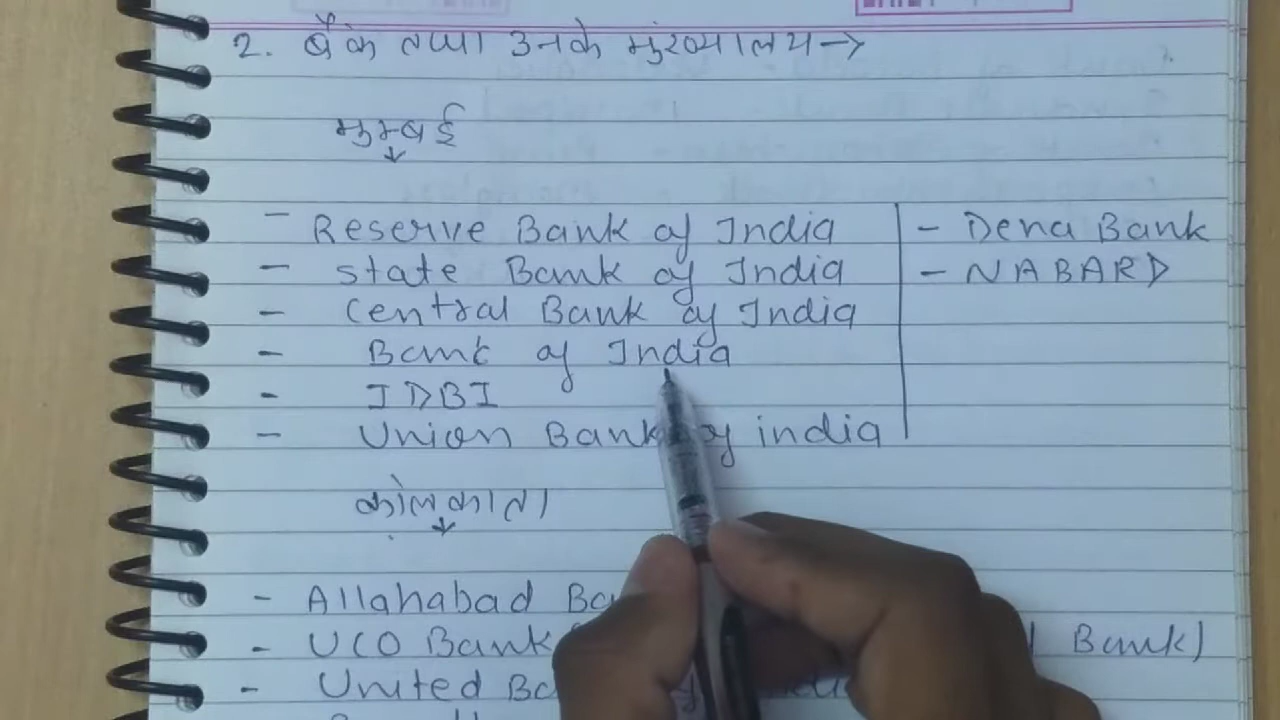 2. बैंक तथा उनके मुख्यालय →
मुम्बई
↓
- Reserve Bank of India
- state Bank of India
- Central Bank of India
- Bank of India
- IDBI
- Union Bank of india
- Dena Bank
- NABARD
कोलकाता
↓
- Allahabad
- UCO Bank
Bank)
- United